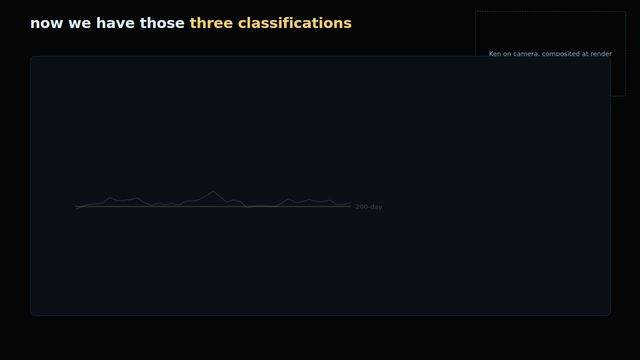 now we have those three classifications
Ken on camera, composited at render
200-day